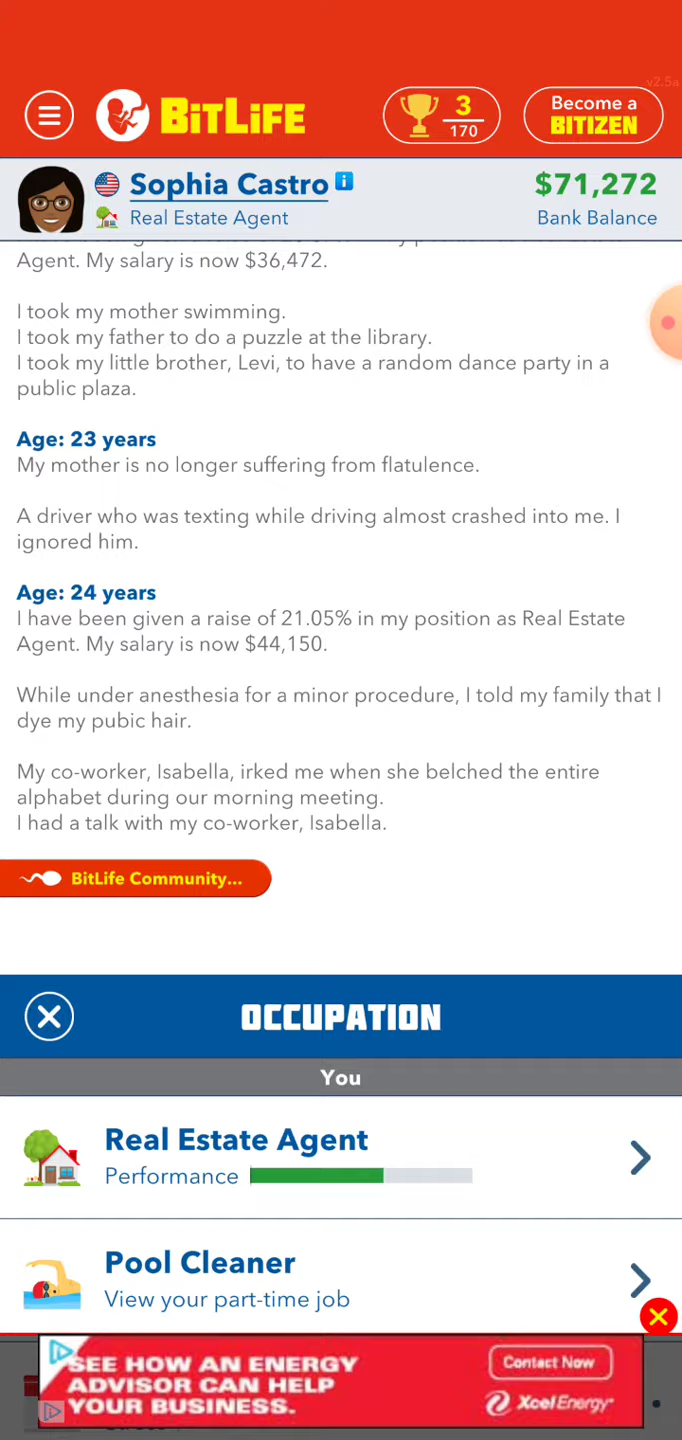 v2.5a
BITLIFE
3
170
Become a
BITIZEN
Sophia Castro
$71,272
Real Estate Agent
Bank Balance
Agent. My salary is now $36,472.
I took my mother swimming.
I took my father to do a puzzle at the library.
I took my little brother, Levi, to have a random dance party in a
public plaza.
Age: 23 years
My mother is no longer suffering from flatulence.
A driver who was texting while driving almost crashed into me. I
ignored him.
Age: 24 years
I have been given a raise of 21.05% in my position as Real Estate
Agent. My salary is now $44,150.
While under anesthesia for a minor procedure, I told my family that I
dye my pubic hair.
My co-worker, Isabella, irked me when she belched the entire
alphabet during our morning meeting.
I had a talk with my co-worker, Isabella.
BitLife Community...
OCCUPATION
You
Real Estate Agent
Performance
Pool Cleaner
View your part-time job
SEE HOW AN ENERGY
ADVISOR CAN HELP
YOUR BUSINESS.
Contact Now
Xcel Energy